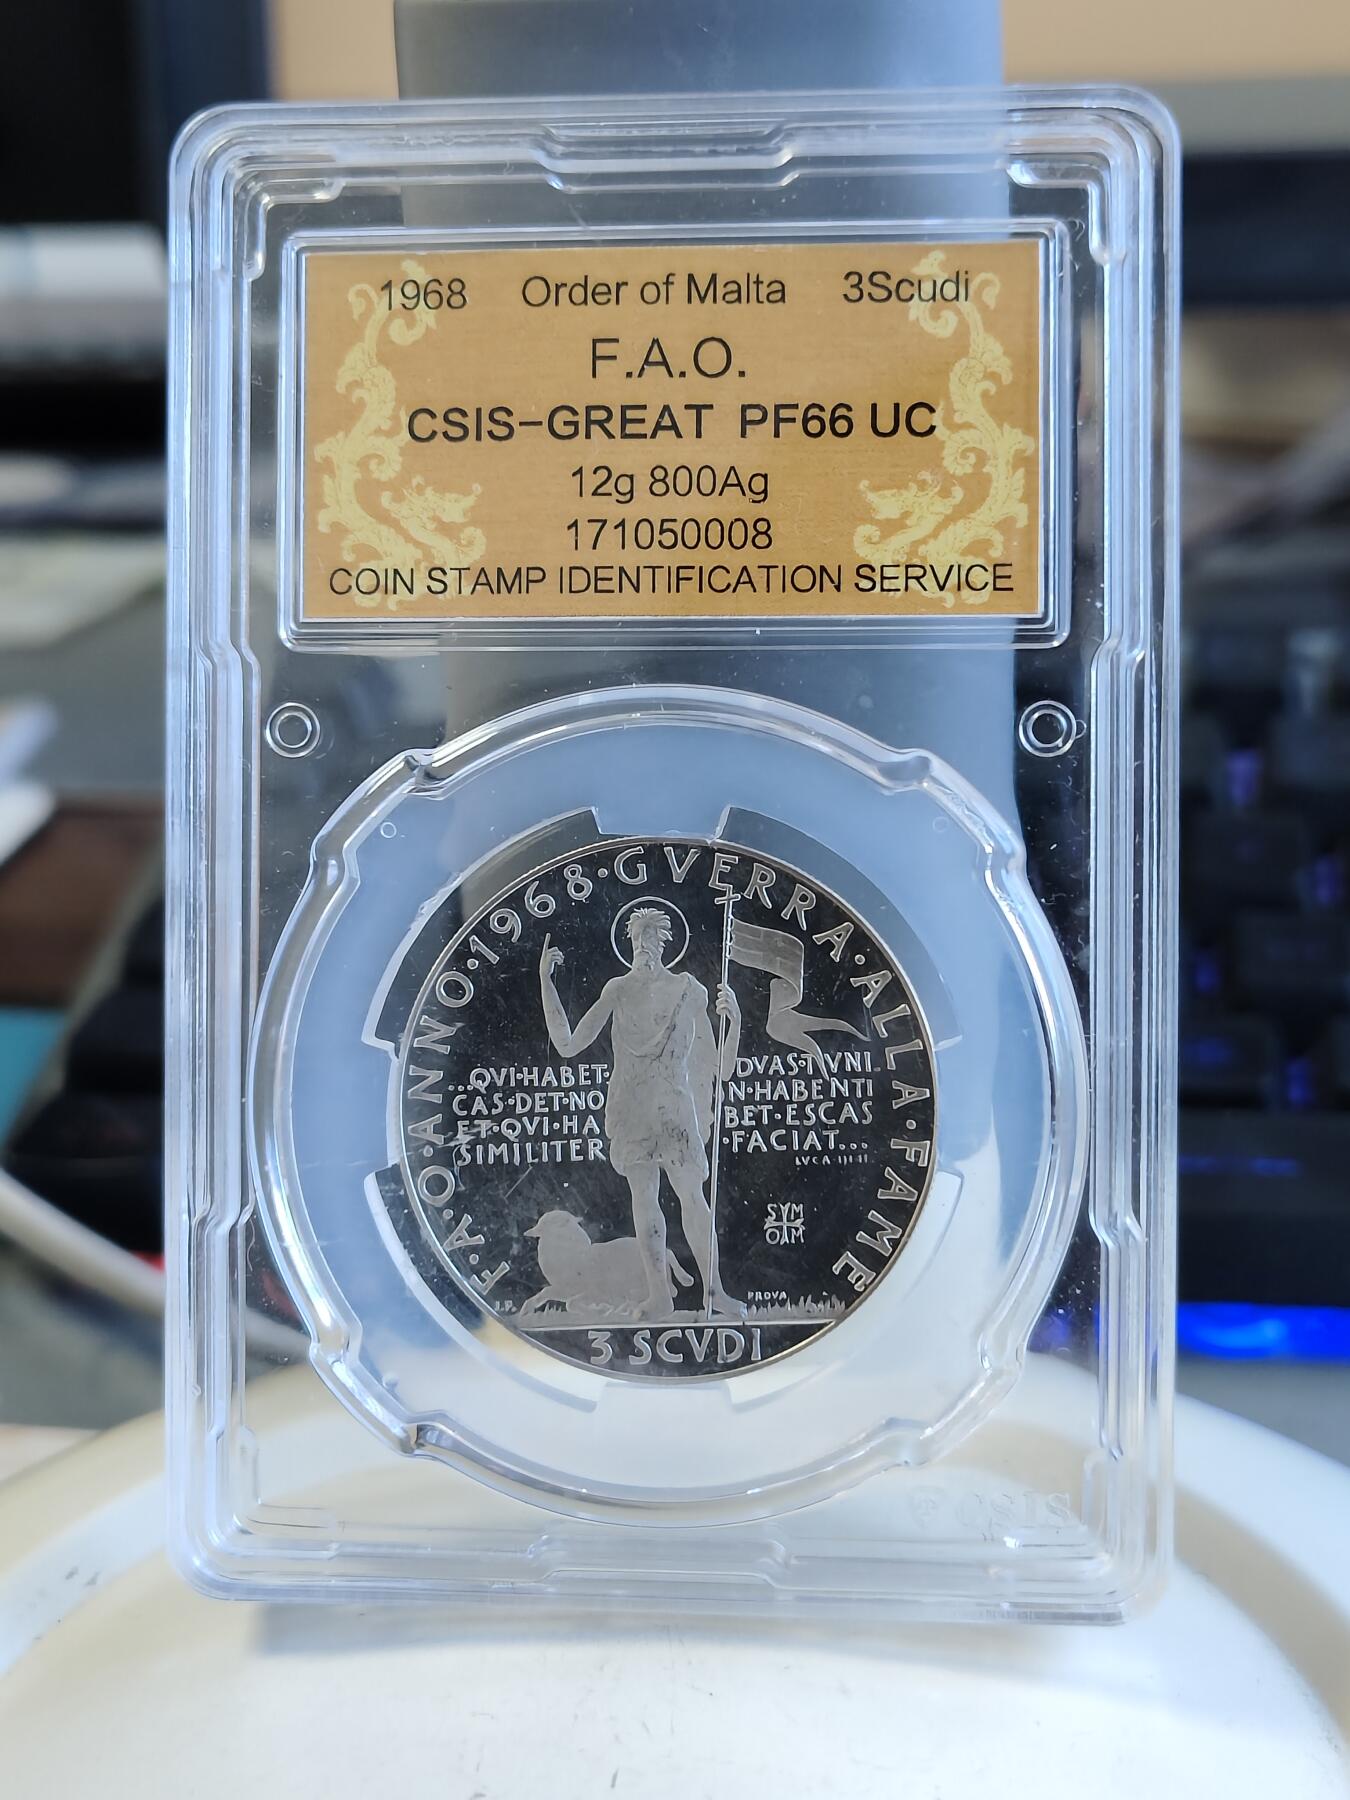 1968 Order of Malta 3Scudi
F.A.O.
CSIS-GREAT PF66 UC
12g 800Ag
171050008
COIN STAMP IDENTIFICATION SERVICE
F·A·O·ANNO·1968·GVERRA·ALLA·FAME
...QVI·HABET· DVAS·TVNI
CAS·DET·NO N·HABENTI
ET·QVI·HA BET·ESCAS
SIMILITER ·FACIAT...
LVCA·III·II·
SYM
OIM
PROVA
3 SCVDI
CSIS